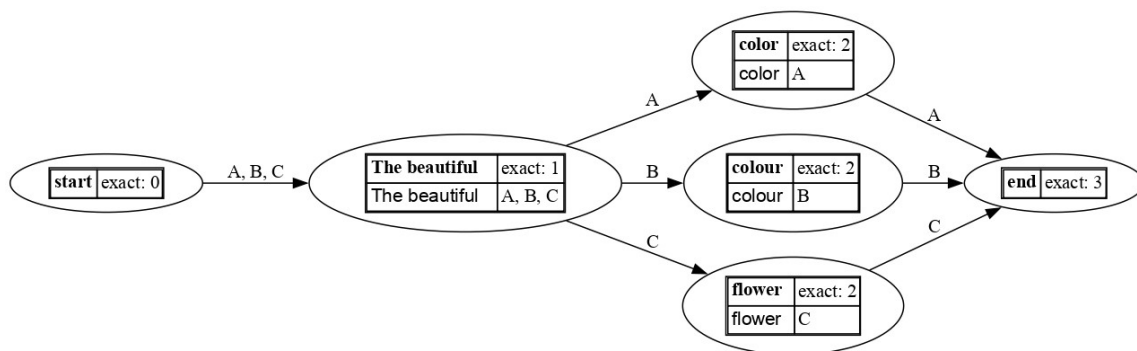 start exact: 0
A, B, C
The beautiful exact: 1
The beautiful A, B, C
A
color exact: 2
color A
A
B
colour exact: 2
colour B
B
C
flower exact: 2
flower C
C
end exact: 3